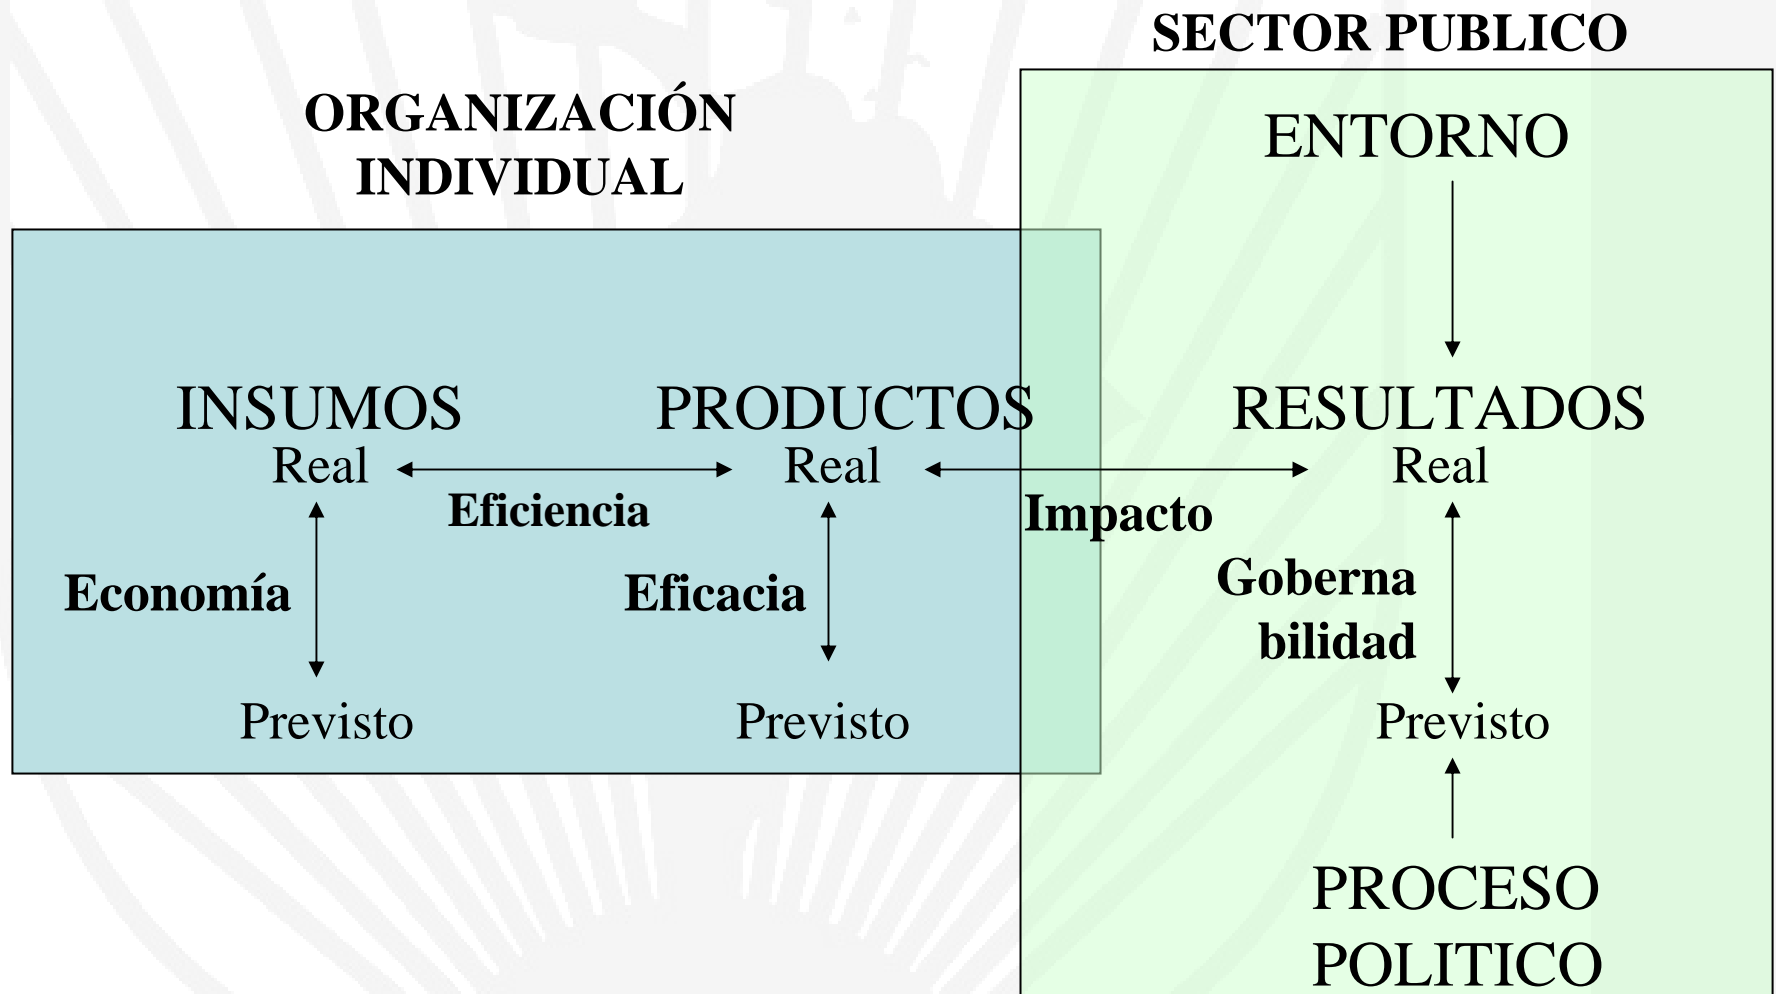 SECTOR PUBLICO
ORGANIZACIÓN
INDIVIDUAL
ENTORNO
INSUMOS
PRODUCTOS
RESULTADOS
Real
Real
Real
Eficiencia
Impacto
Economía
Eficacia
Goberna
bilidad
Previsto
Previsto
Previsto
PROCESO
POLITICO